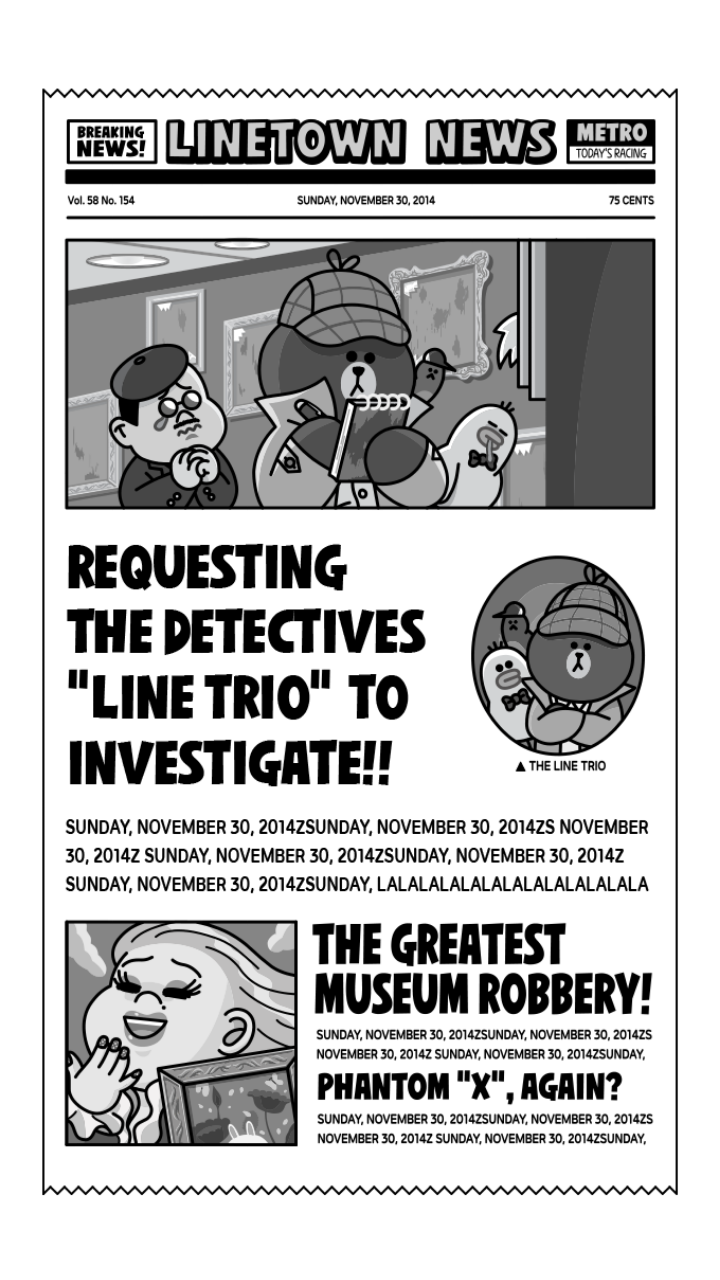 BREAKING
NEWS!
LINETOWN NEWS
METRO
TODAY'S RACING
Vol. 58 No. 154
SUNDAY, NOVEMBER 30, 2014
75 CENTS
REQUESTING
THE DETECTIVES
"LINE TRIO" TO
INVESTIGATE!!
▲ THE LINE TRIO
SUNDAY, NOVEMBER 30, 2014ZSUNDAY, NOVEMBER 30, 2014ZS NOVEMBER
30, 2014Z SUNDAY, NOVEMBER 30, 2014ZSUNDAY, NOVEMBER 30, 2014Z
SUNDAY, NOVEMBER 30, 2014ZSUNDAY, LALALALALALALALALALALALA
THE GREATEST
MUSEUM ROBBERY!
SUNDAY, NOVEMBER 30, 2014ZSUNDAY, NOVEMBER 30, 2014ZS
NOVEMBER 30, 2014Z SUNDAY, NOVEMBER 30, 2014ZSUNDAY,
PHANTOM "X", AGAIN?
SUNDAY, NOVEMBER 30, 2014ZSUNDAY, NOVEMBER 30, 2014ZS
NOVEMBER 30, 2014Z SUNDAY, NOVEMBER 30, 2014ZSUNDAY,